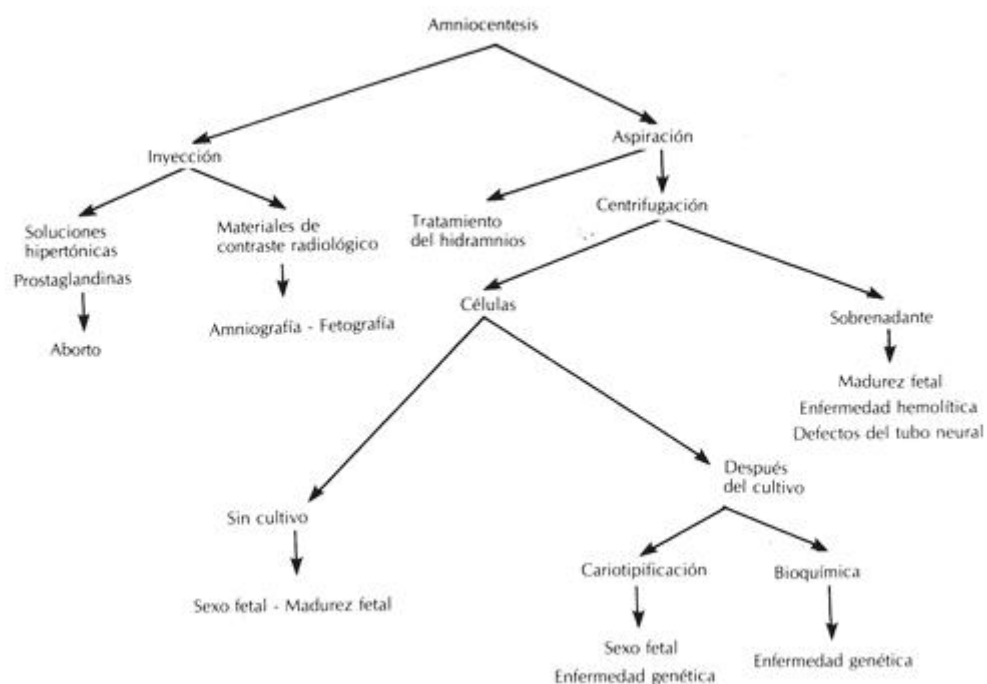 Amniocentesis
Inyección
Aspiración
Soluciones
hipertónicas
Prostaglandinas
Materiales de
contraste radiológico
Tratamiento
del hidramnios
Centrifugación
Aborto
Amniografía - Fetografía
Células
Sobrenadante
Madurez fetal
Enfermedad hemolítica
Defectos del tubo neural
Sin cultivo
Después
del cultivo
Sexo fetal - Madurez fetal
Cariotipificación
Bioquímica
Sexo fetal
Enfermedad genética
Enfermedad genética